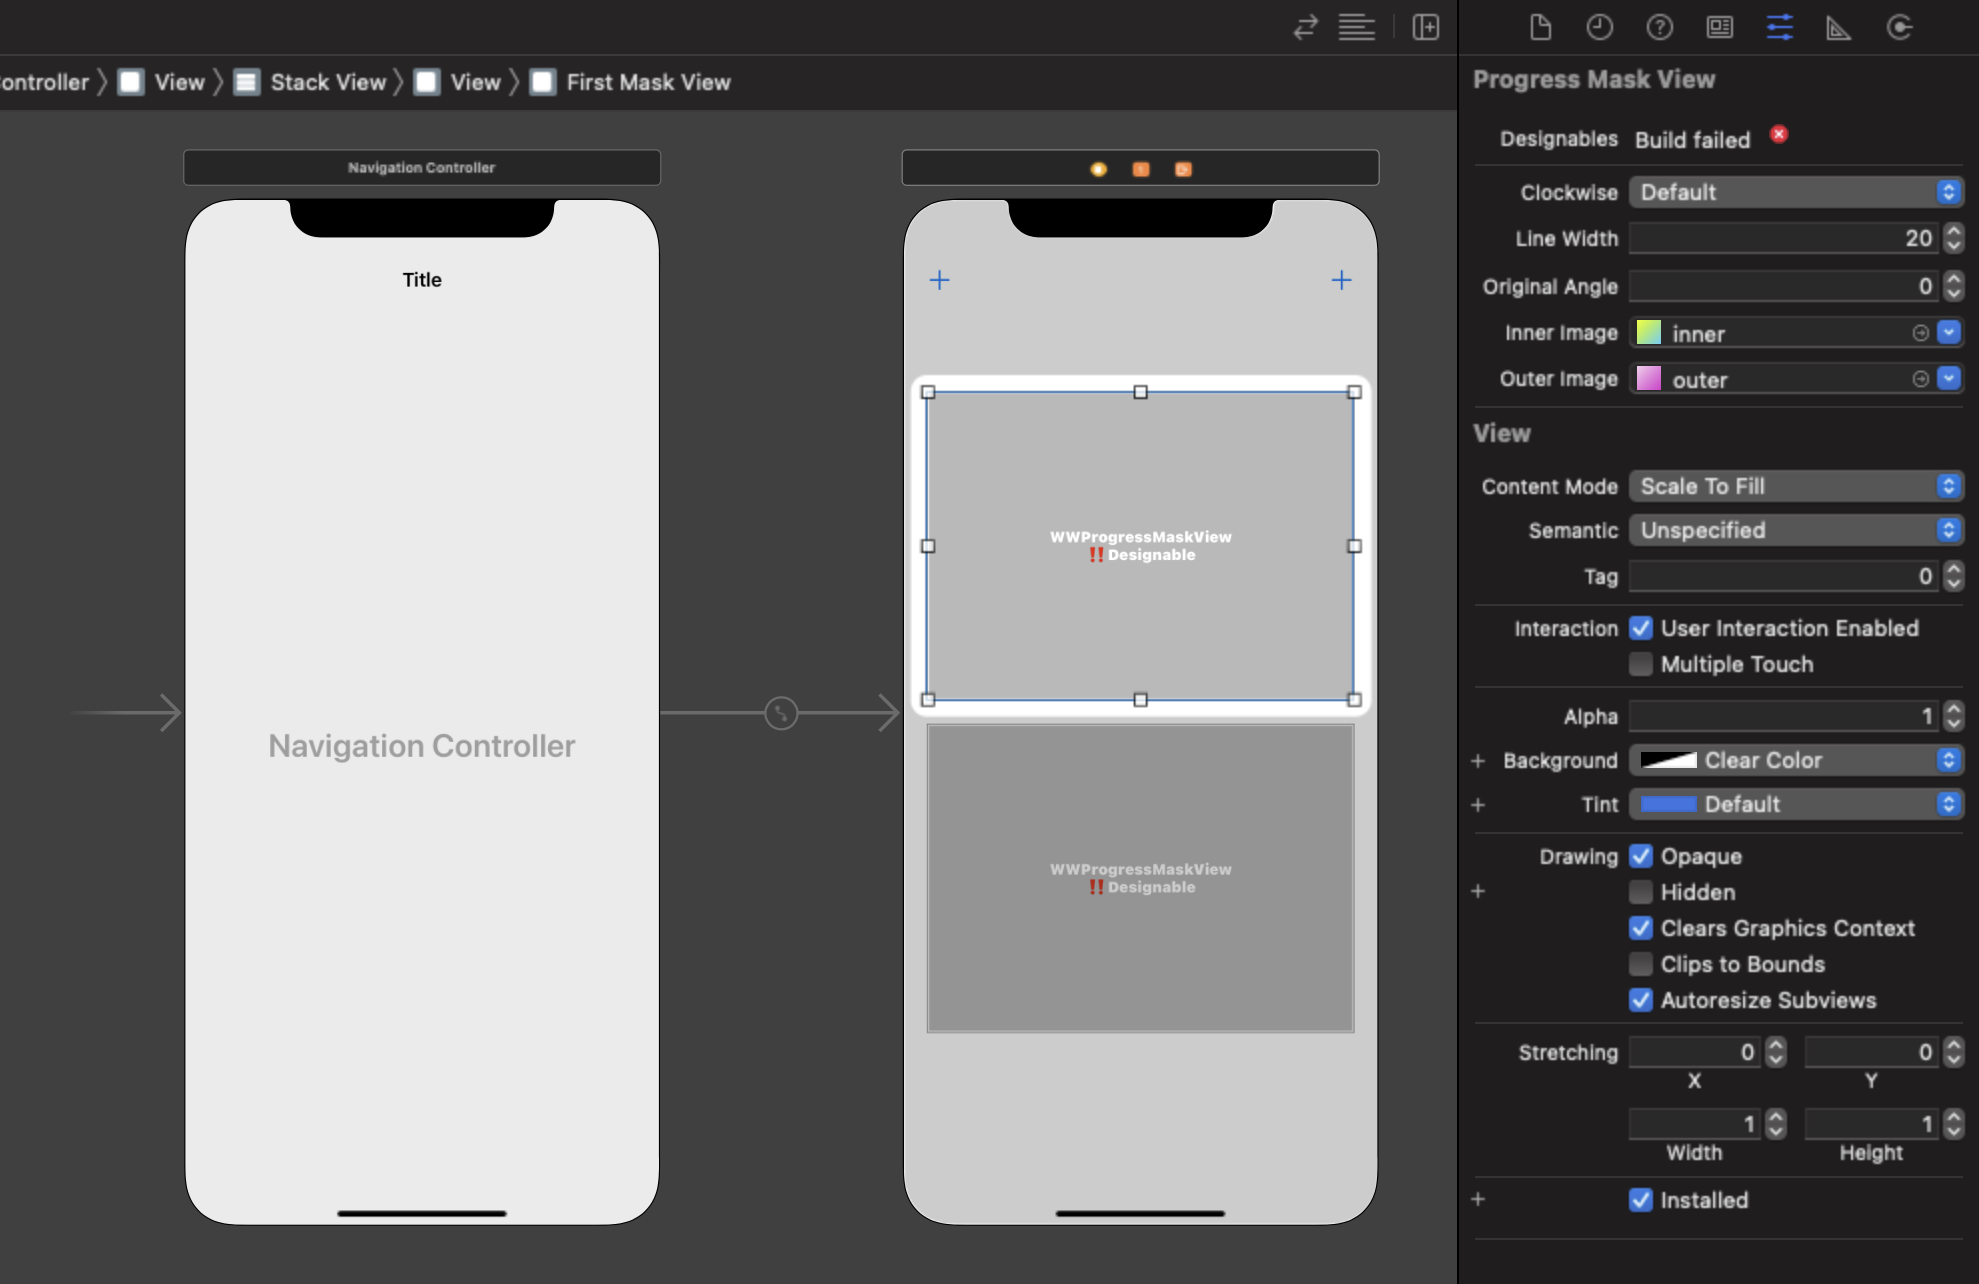 ontroller 〉 View 〉 Stack View 〉 View 〉 First Mask View
Navigation Controller
Title
Navigation Controller
+ +
WWProgressMaskView
‼️Designable
WWProgressMaskView
‼️Designable
Progress Mask View
Designables Build failed
Clockwise Default
Line Width 20
Original Angle 0
Inner Image inner
Outer Image outer
View
Content Mode Scale To Fill
Semantic Unspecified
Tag 0
Interaction User Interaction Enabled
Multiple Touch
Alpha 1
+ Background Clear Color
+ Tint Default
Drawing Opaque
+ Hidden
Clears Graphics Context
Clips to Bounds
Autoresize Subviews
Stretching 0 0
X Y
1 1
Width Height
+ Installed